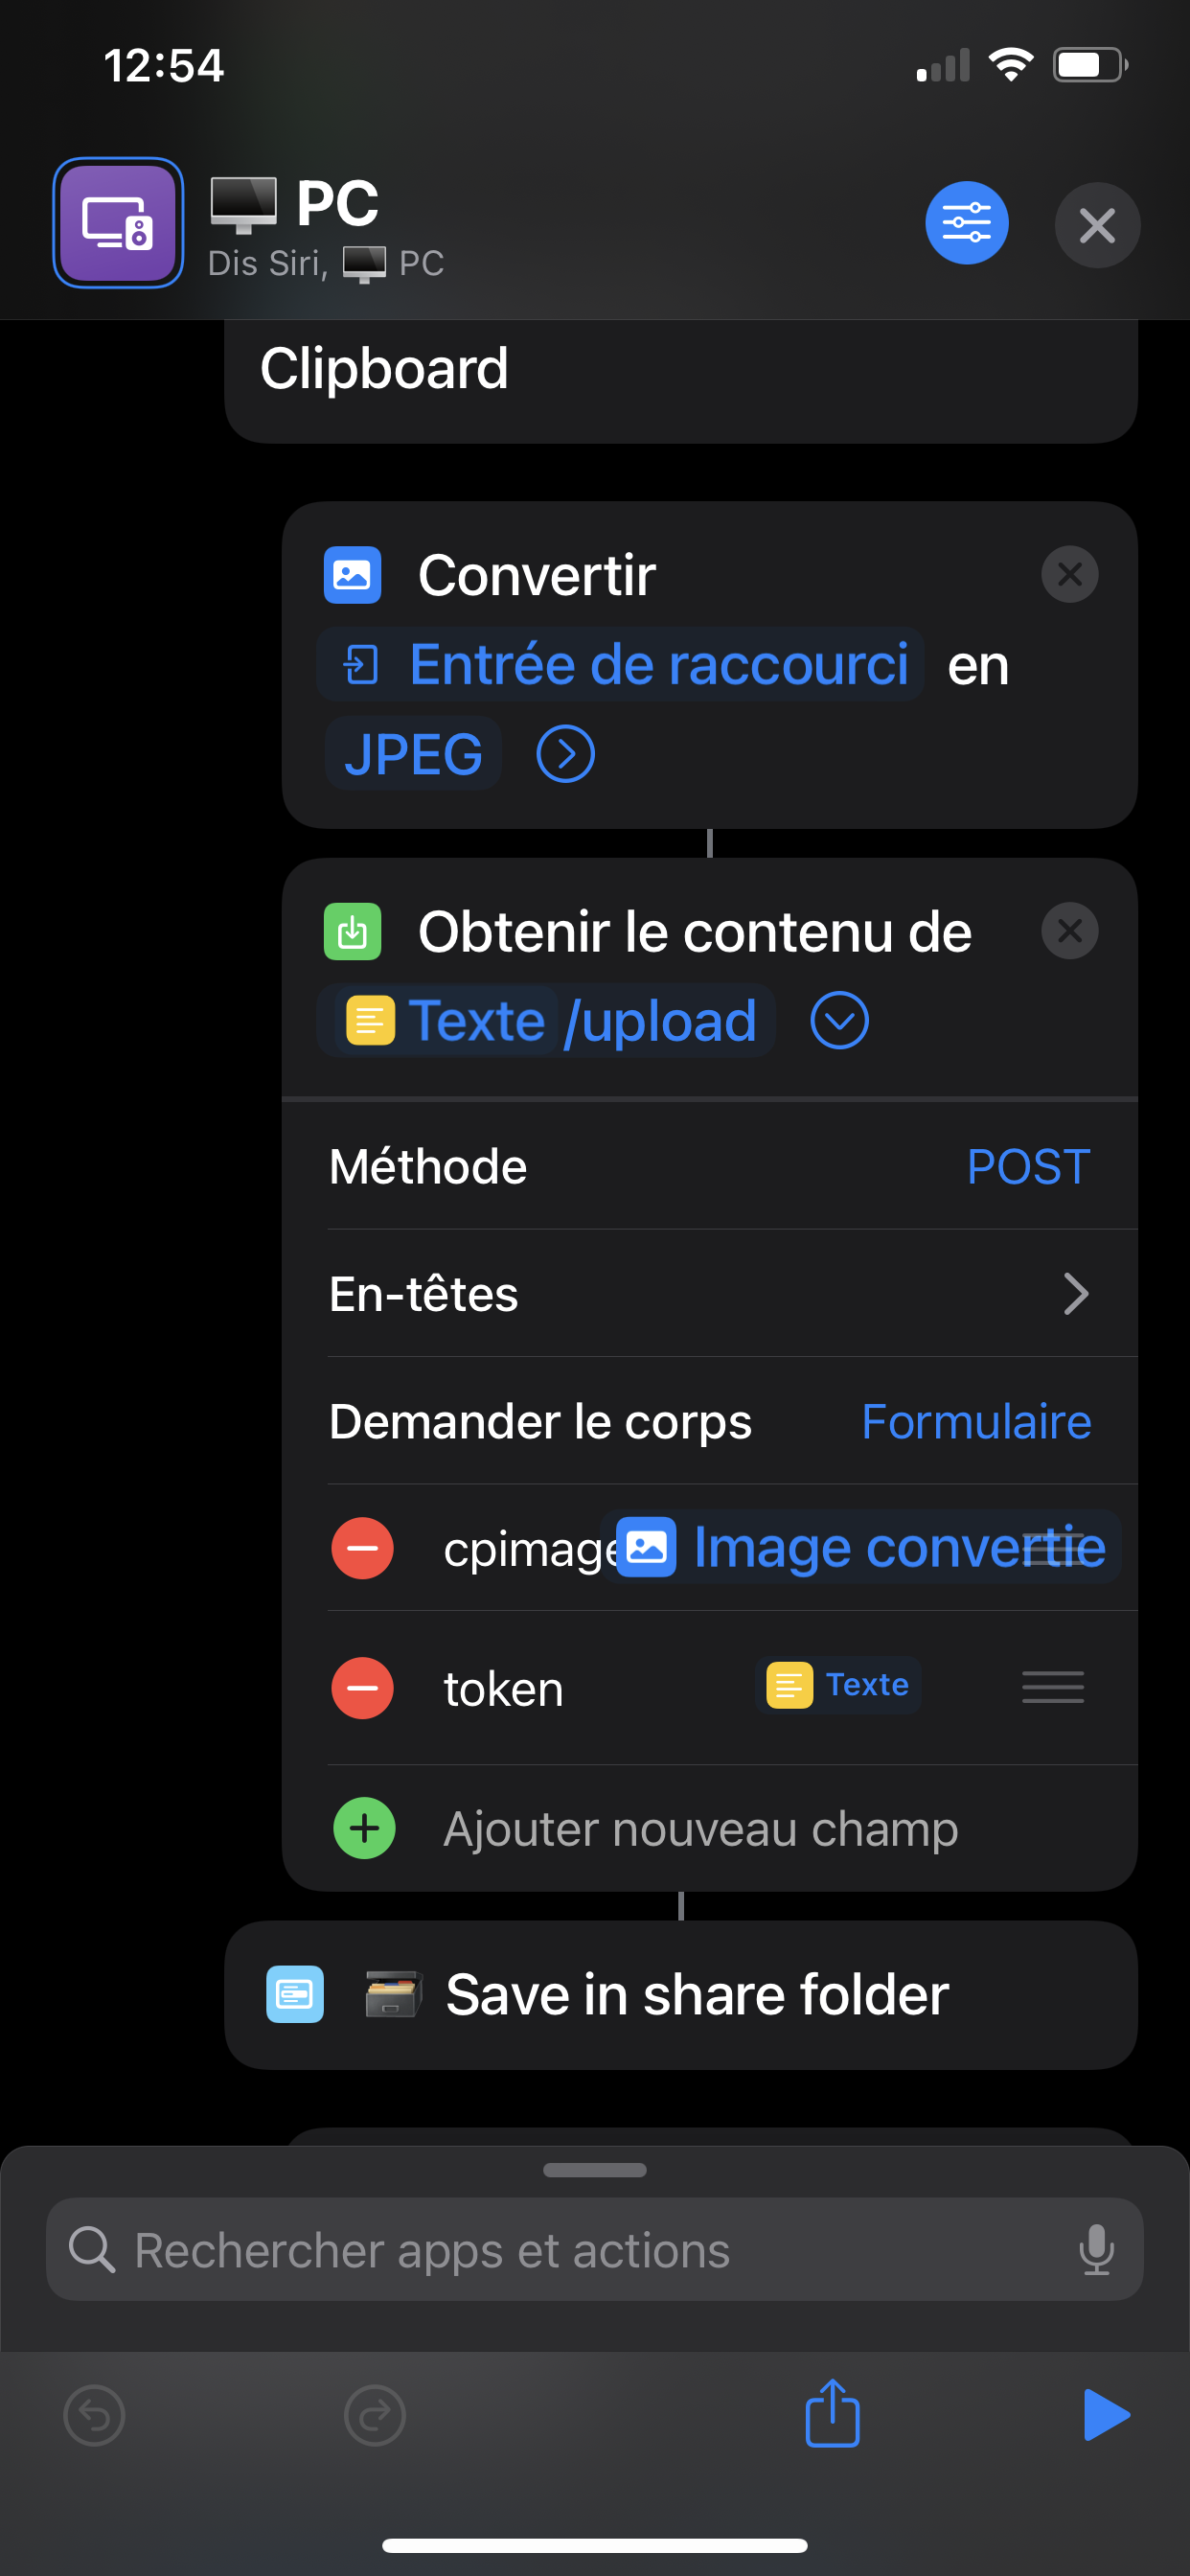 12:54
PC
Dis Siri, PC
Clipboard
Convertir
Entrée de raccourci en
JPEG
Obtenir le contenu de
Texte /upload
Méthode POST
En-têtes
Demander le corps Formulaire
cpimage Image convertie
token Texte
Ajouter nouveau champ
Save in share folder
Rechercher apps et actions